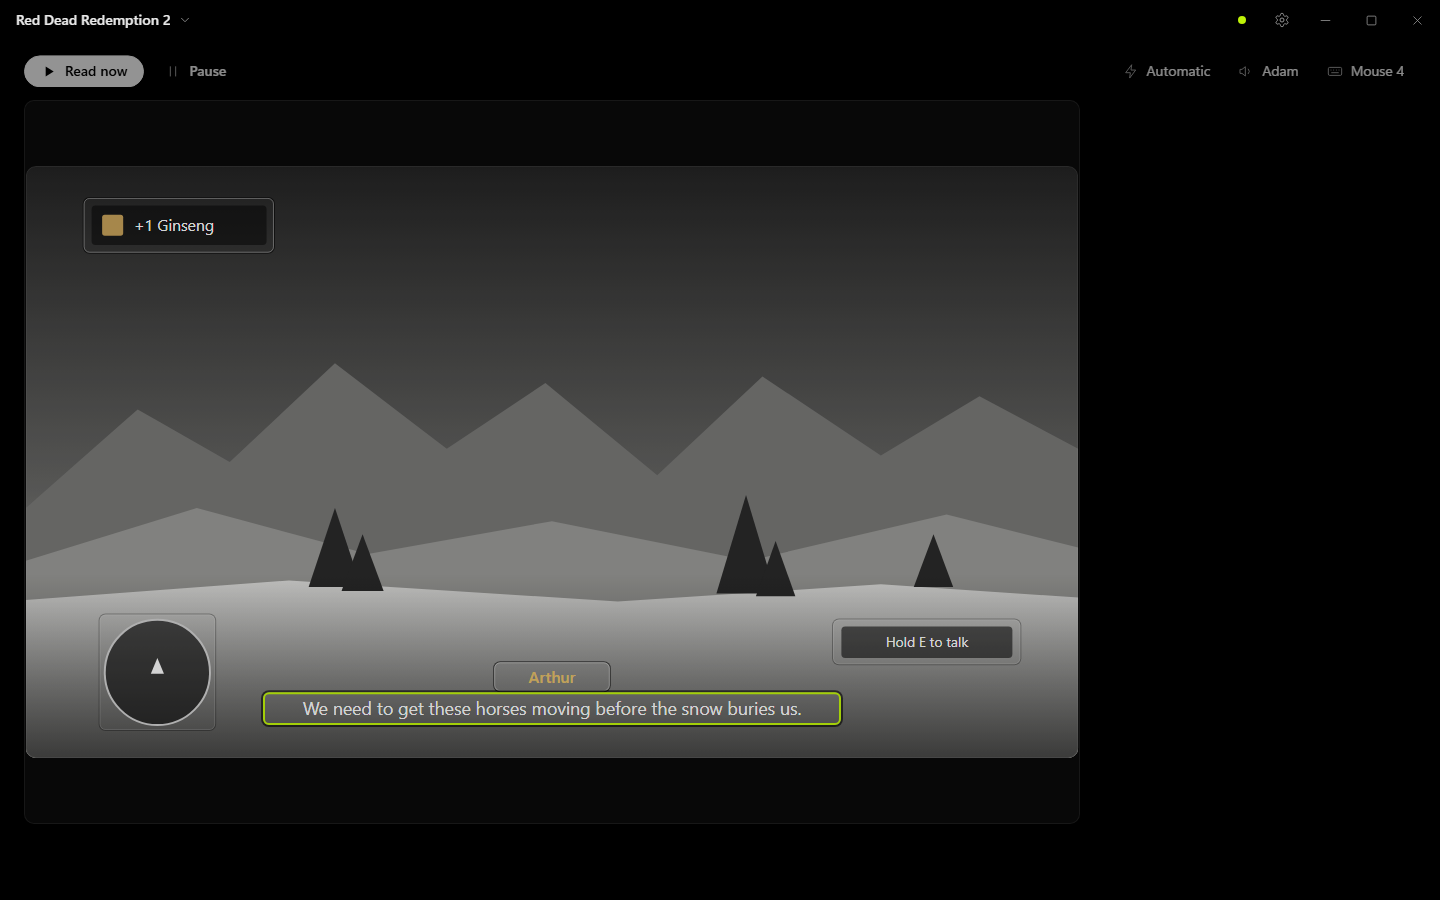 Red Dead Redemption 2
Read now
Pause
Automatic
Adam
Mouse 4
+1 Ginseng
Hold E to talk
Arthur
We need to get these horses moving before the snow buries us.